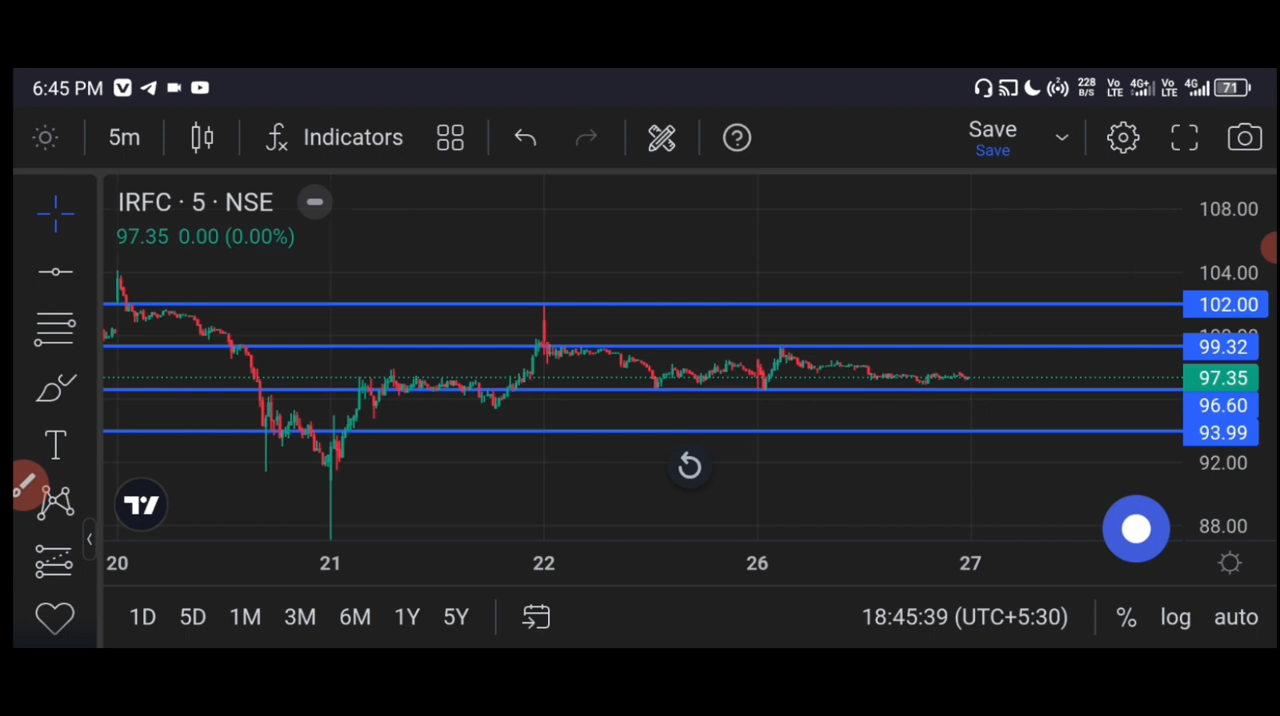 6:45 PM
228 B/S Vo LTE 4G+ Vo LTE 4G 71
5m Indicators Save
Save
IRFC · 5 · NSE
97.35 0.00 (0.00%)
108.00
104.00
102.00
99.32
97.35
96.60
93.99
92.00
88.00
20 21 22 26 27
1D 5D 1M 3M 6M 1Y 5Y 18:45:39 (UTC+5:30) % log auto